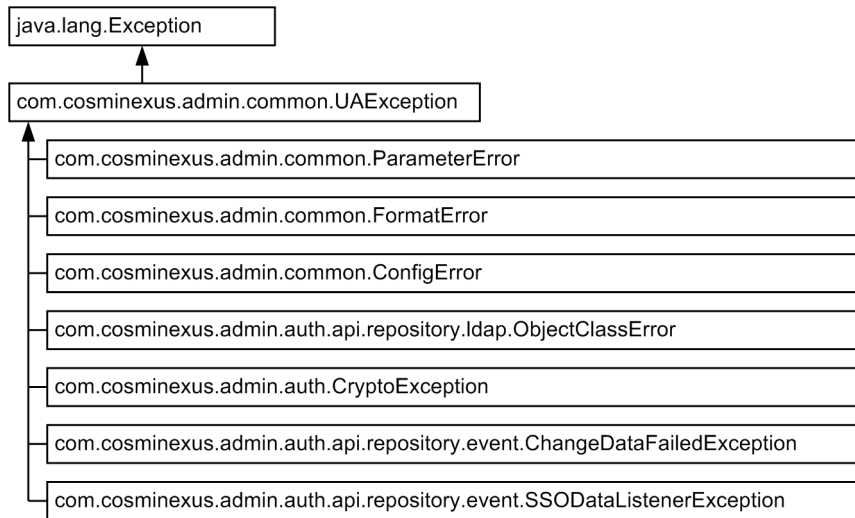 java.lang.Exception
com.cosminexus.admin.common.UAException
com.cosminexus.admin.common.ParameterError
com.cosminexus.admin.common.FormatError
com.cosminexus.admin.common.ConfigError
com.cosminexus.admin.auth.api.repository.ldap.ObjectClassError
com.cosminexus.admin.auth.CryptoException
com.cosminexus.admin.auth.api.repository.event.ChangeDataFailedException
com.cosminexus.admin.auth.api.repository.event.SSODataListenerException